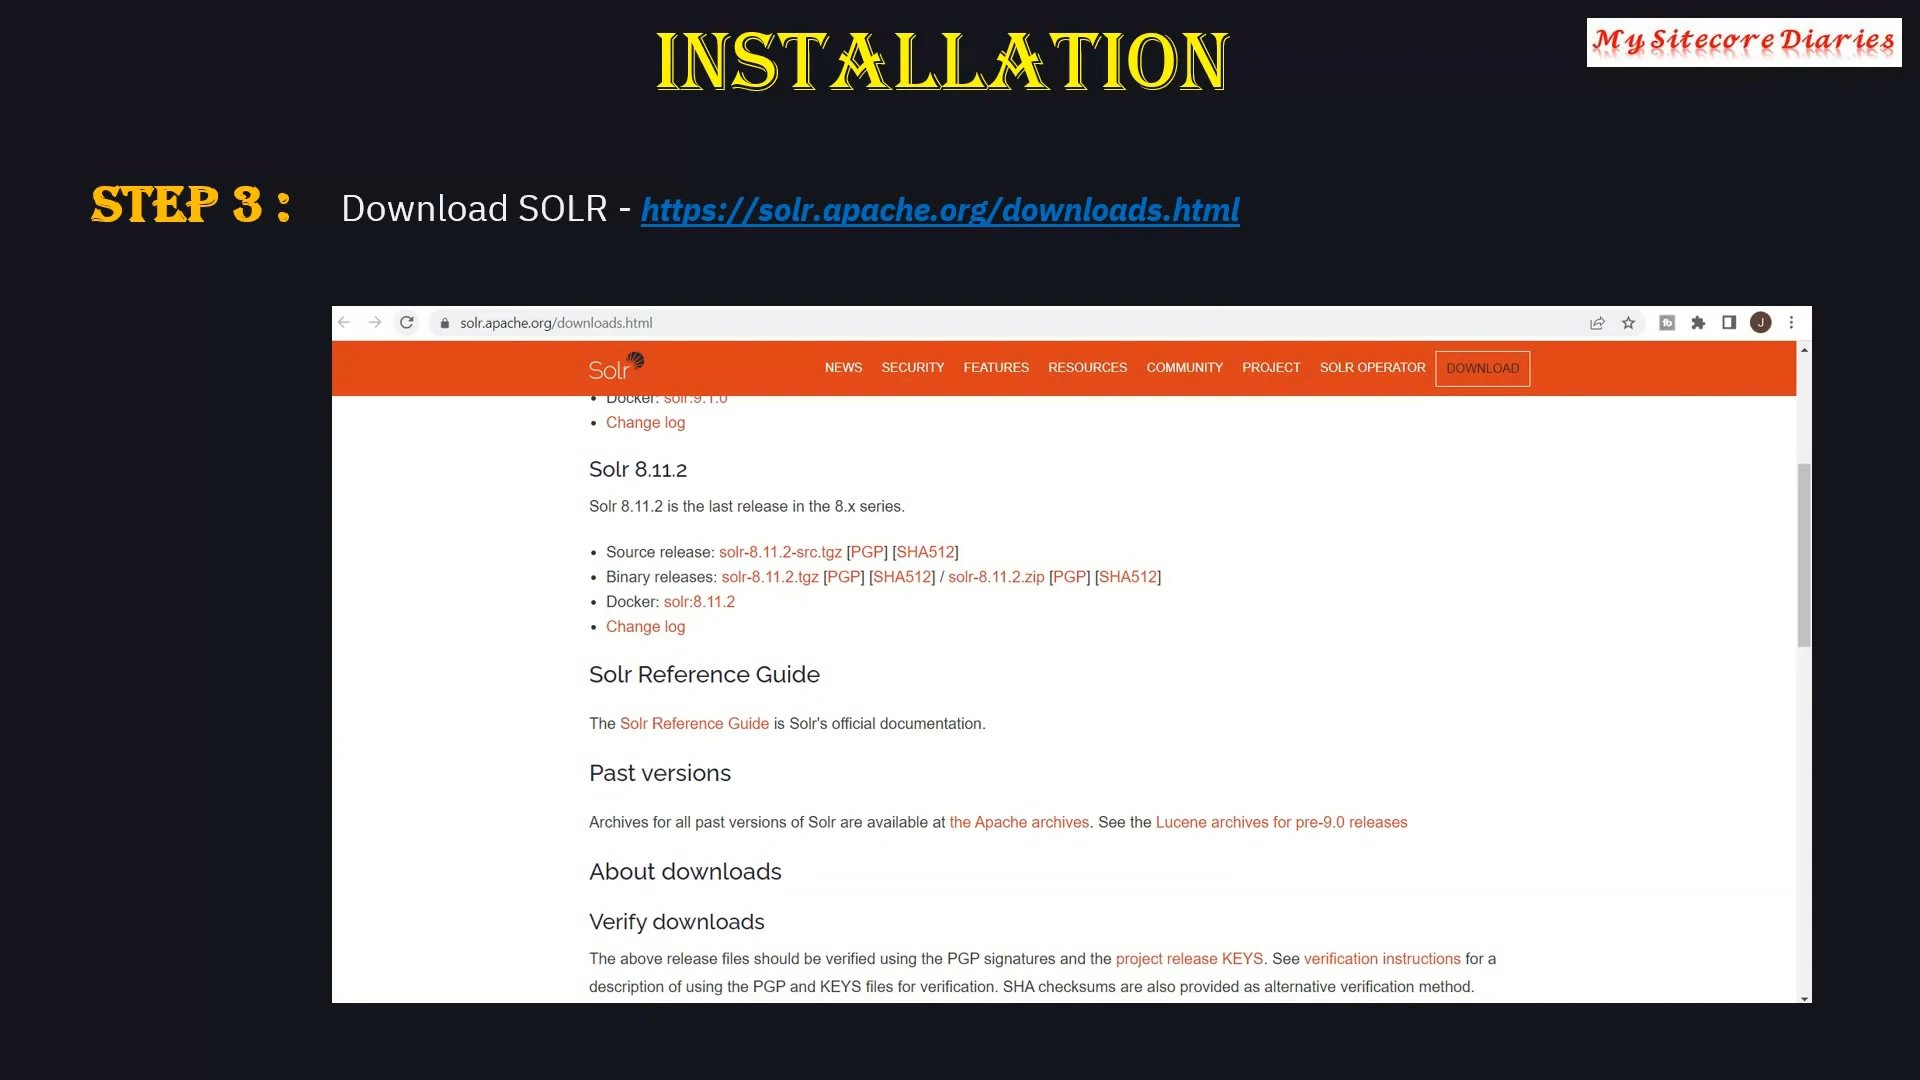 INSTALLATION
My Sitecore Diaries
STEP 3 : Download SOLR - https://solr.apache.org/downloads.html
solr.apache.org/downloads.html
J
Solr
NEWS SECURITY FEATURES RESOURCES COMMUNITY PROJECT SOLR OPERATOR DOWNLOAD
• Docker: solr:9.1.0
• Change log
Solr 8.11.2
Solr 8.11.2 is the last release in the 8.x series.
• Source release: solr-8.11.2-src.tgz [PGP] [SHA512]
• Binary releases: solr-8.11.2.tgz [PGP] [SHA512] / solr-8.11.2.zip [PGP] [SHA512]
• Docker: solr:8.11.2
• Change log
Solr Reference Guide
The Solr Reference Guide is Solr's official documentation.
Past versions
Archives for all past versions of Solr are available at the Apache archives. See the Lucene archives for pre-9.0 releases
About downloads
Verify downloads
The above release files should be verified using the PGP signatures and the project release KEYS. See verification instructions for a
description of using the PGP and KEYS files for verification. SHA checksums are also provided as alternative verification method.